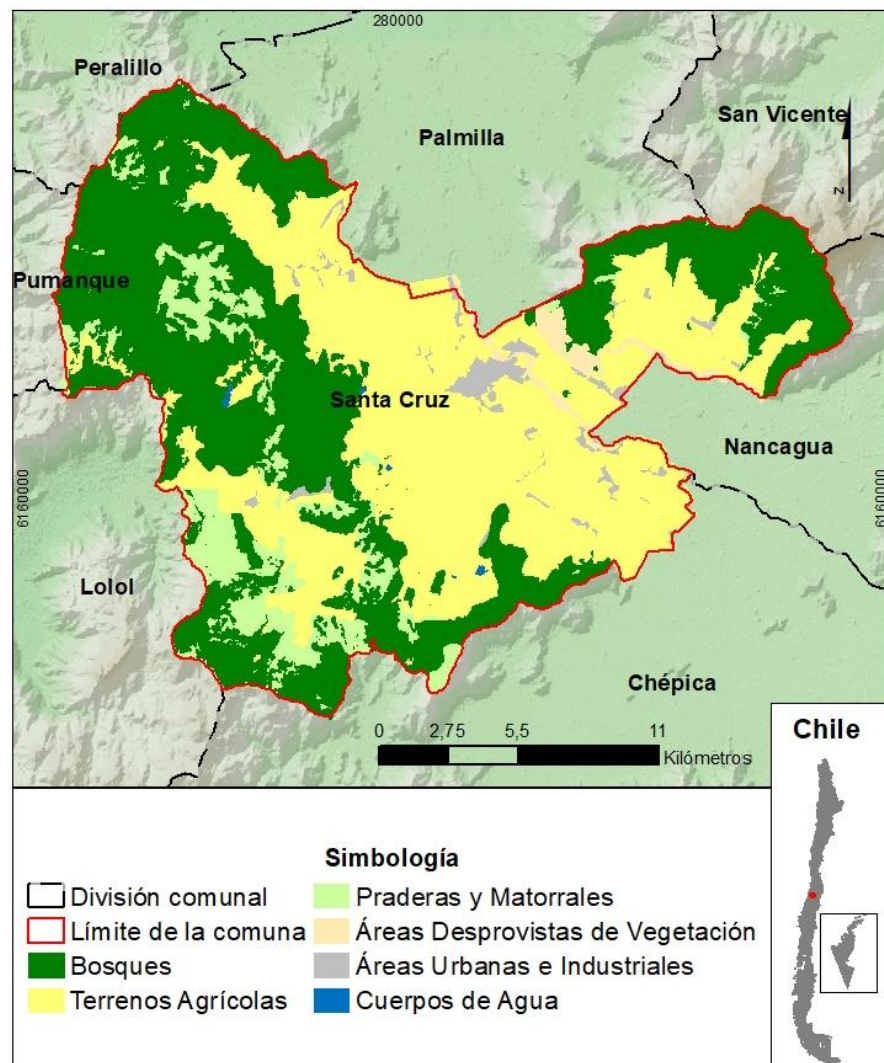 280000
Peralillo
San Vicente
Palmilla
N
Pumanque
Santa Cruz
Nancagua
6160000
6160000
Lolol
Chépica
0 2,75 5,5 11
Kilómetros
Chile
Simbología
División comunal
Límite de la comuna
Bosques
Terrenos Agrícolas
Praderas y Matorrales
Áreas Desprovistas de Vegetación
Áreas Urbanas e Industriales
Cuerpos de Agua